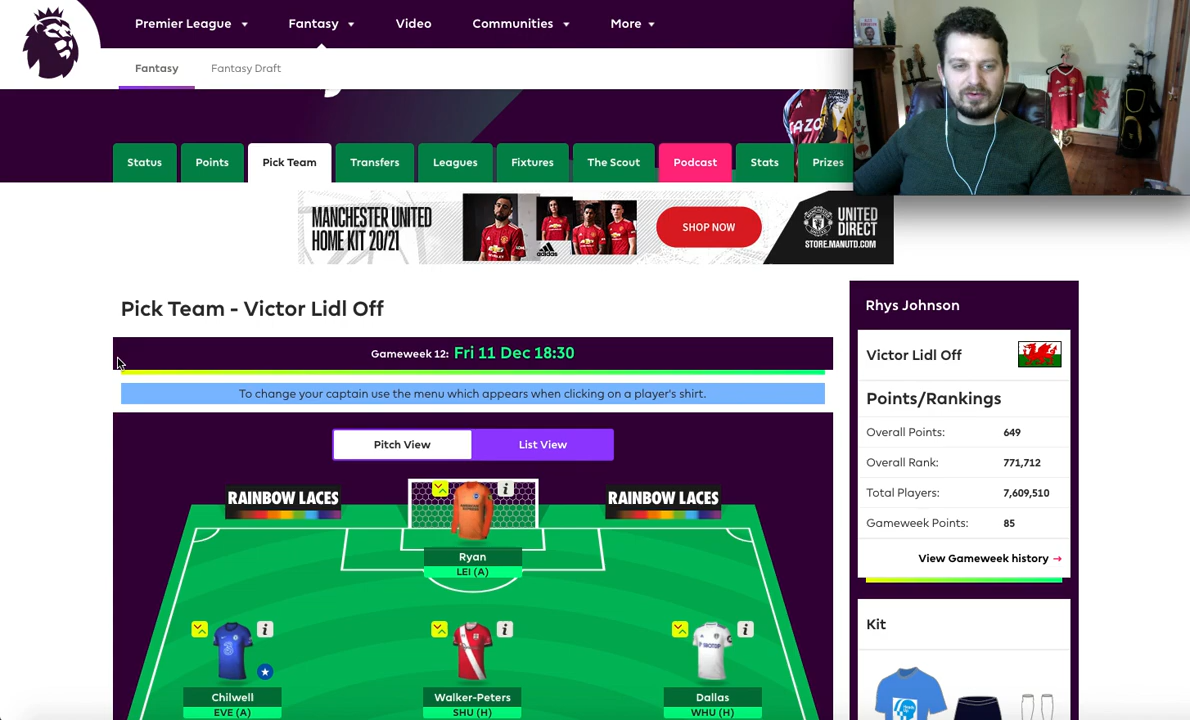 Premier League
Fantasy
Video
Communities
More
Fantasy
Fantasy Draft
Status
Points
Pick Team
Transfers
Leagues
Fixtures
The Scout
Podcast
Stats
Prizes
MANCHESTER UNITED
HOME KIT 20/21
adidas
SHOP NOW
UNITED
DIRECT
STORE.MANUTD.COM
Pick Team - Victor Lidl Off
Gameweek 12: Fri 11 Dec 18:30
To change your captain use the menu which appears when clicking on a player's shirt.
Pitch View
List View
RAINBOW LACES
RAINBOW LACES
Ryan
LEI (A)
Chilwell
EVE (A)
Walker-Peters
SHU (H)
Dallas
WHU (H)
Rhys Johnson
Victor Lidl Off
Points/Rankings
Overall Points: 649
Overall Rank: 771,712
Total Players: 7,609,510
Gameweek Points: 85
View Gameweek history →
Kit